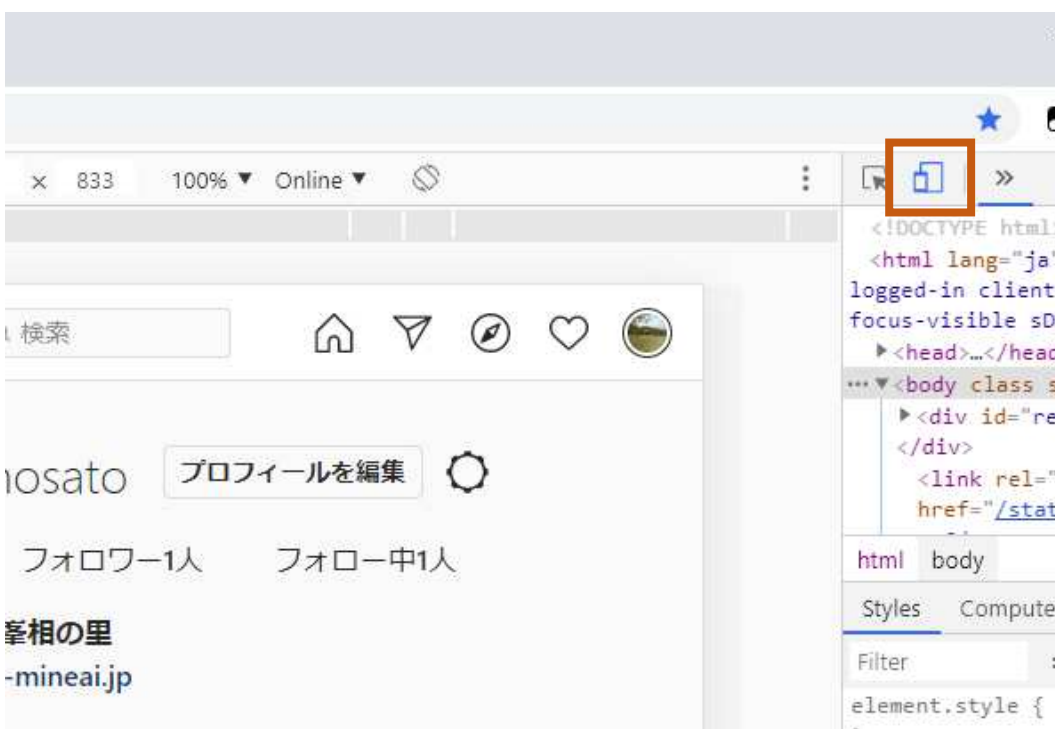 × 833 100% ▼ Online ▼
»
<!DOCTYPE html
<html lang="ja"
logged-in client
focus-visible sD
▶<head>…</head
検索
… ▼<body class s
▶<div id="re
</div>
<link rel="
href="/stat
nosato プロフィールを編集
フォロワー1人 フォロー中1人
html body
Styles Compute
峯相の里
-mineai.jp
Filter
element.style {